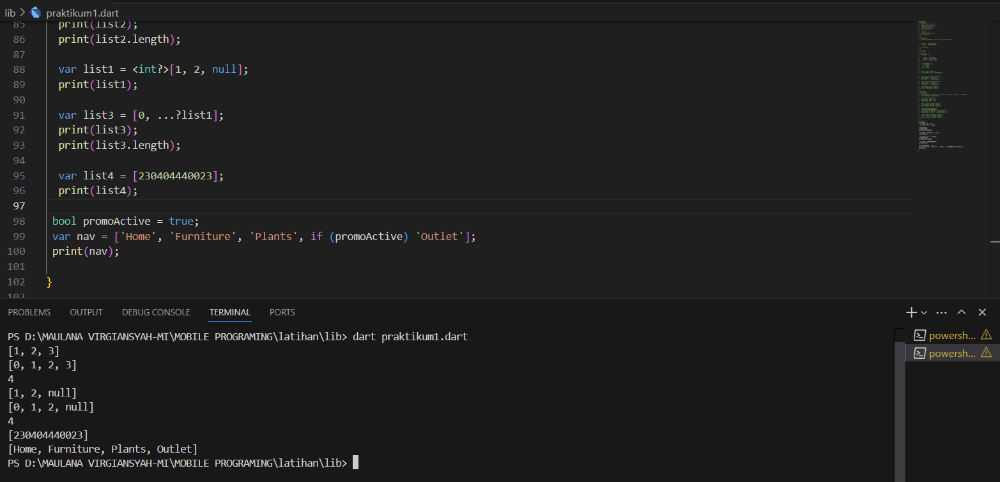 lib > praktikum1.dart
85 print(list2);
86 print(list2.length);
87
88 var list1 = <int?>[1, 2, null];
89 print(list1);
90
91 var list3 = [0, ...?list1];
92 print(list3);
93 print(list3.length);
94
95 var list4 = [230404440023];
96 print(list4);
97
98 bool promoActive = true;
99 var nav = ['Home', 'Furniture', 'Plants', if (promoActive) 'Outlet'];
100 print(nav);
101
102 }
103
PROBLEMS OUTPUT DEBUG CONSOLE TERMINAL PORTS
PS D:\MAULANA VIRGIANSYAH-MI\MOBILE PROGRAMING\latihan\lib> dart praktikum1.dart
[1, 2, 3]
[0, 1, 2, 3]
4
[1, 2, null]
[0, 1, 2, null]
4
[230404440023]
[Home, Furniture, Plants, Outlet]
PS D:\MAULANA VIRGIANSYAH-MI\MOBILE PROGRAMING\latihan\lib>
powersh...
powersh...